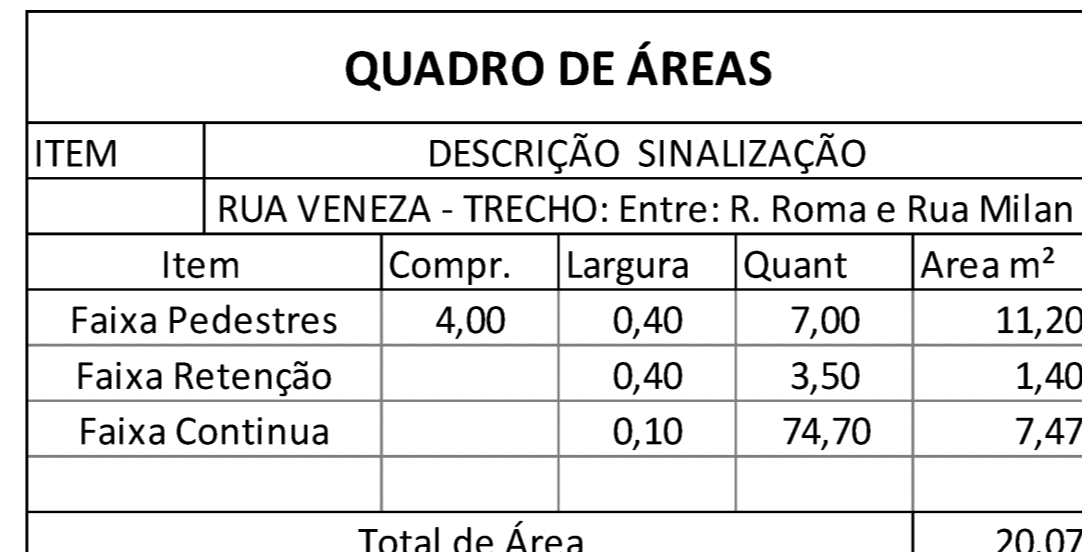 QUADRO DE ÁREAS
ITEM DESCRIÇÃO SINALIZAÇÃO
RUA VENEZA - TRECHO: Entre: R. Roma e Rua Milan
Item Compr. Largura Quant Area m²
Faixa Pedestres 4,00 0,40 7,00 11,20
Faixa Retenção 0,40 3,50 1,40
Faixa Continua 0,10 74,70 7,47
Total de Área 20,07